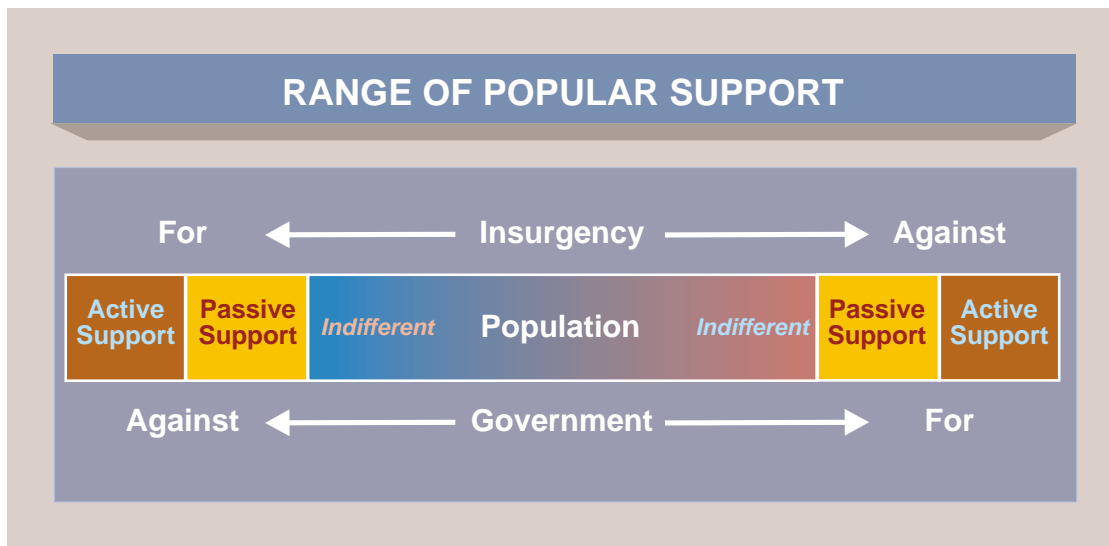 RANGE OF POPULAR SUPPORT
For Insurgency Against
Active
Support
Passive
Support
Indifferent
Population
Indifferent
Passive
Support
Active
Support
Against Government For